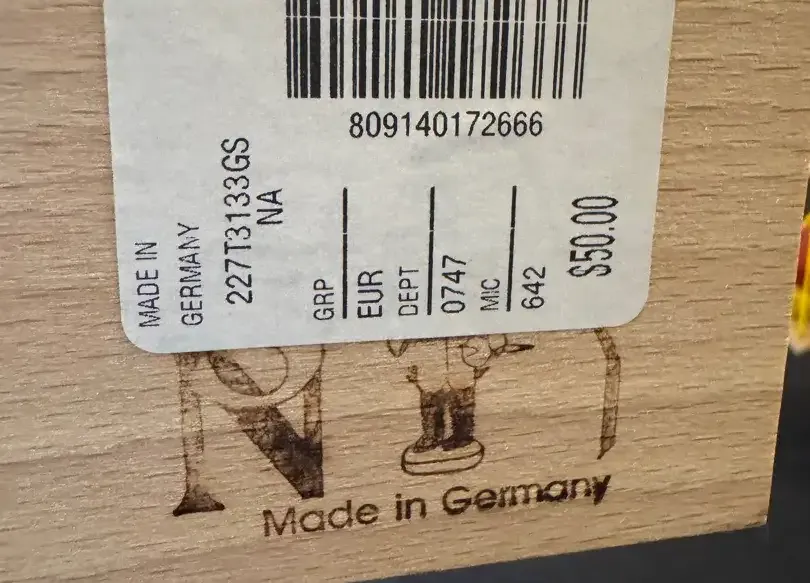 809140172666
MADE IN
GERMANY
227T3133GS
NA
GRP
EUR
DEPT
0747
MIC
642
$50.00
N
Made in Germany